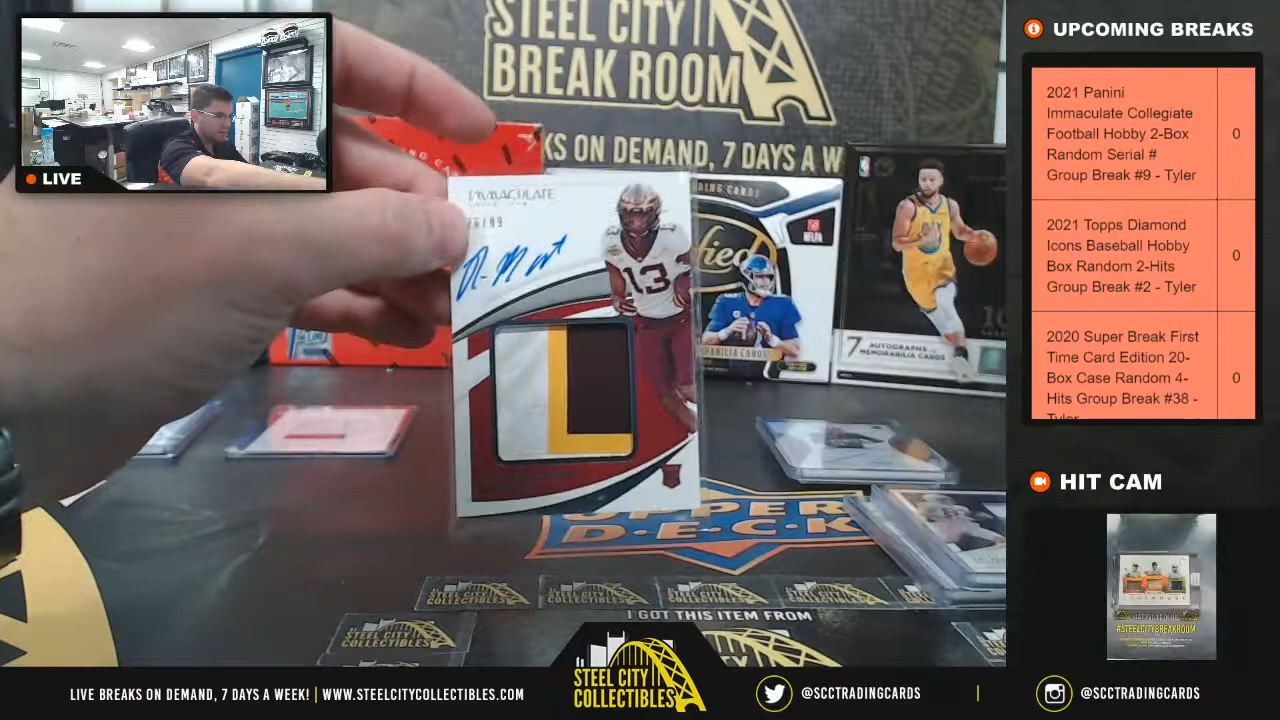 LIVE
STEEL CITY
BREAK ROOM
KS ON DEMAND, 7 DAYS A W
IMMACULATE
13
7 AUTOGRAPHS
MEMORABILIA CARDS
UPPER
D·E·C·K
STEEL CITY
COLLECTIBLES
I GOT THIS ITEM FROM
UPCOMING BREAKS
2021 Panini
Immaculate Collegiate
Football Hobby 2-Box
Random Serial #
Group Break #9 - Tyler
0
2021 Topps Diamond
Icons Baseball Hobby
Box Random 2-Hits
Group Break #2 - Tyler
0
2020 Super Break First
Time Card Edition 20-
Box Case Random 4-
Hits Group Break #38 -
Tyler
0
HIT CAM
#STEELCITYBREAKROOM
LIVE BREAKS ON DEMAND, 7 DAYS A WEEK! | WWW.STEELCITYCOLLECTIBLES.COM
STEEL CITY
COLLECTIBLES
@SCCTRADINGCARDS
@SCCTRADINGCARDS